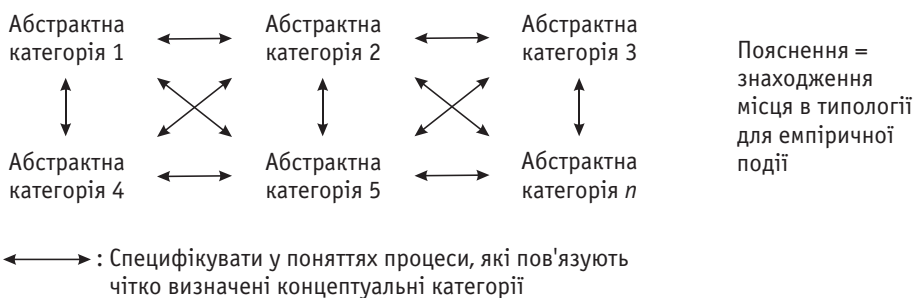 Абстрактна Абстрактна Абстрактна
категорія 1 категорія 2 категорія 3
Пояснення =
знаходження
місця в типології
для емпіричної
події
Абстрактна Абстрактна Абстрактна
категорія 4 категорія 5 категорія n
: Специфікувати у поняттях процеси, які пов'язують
чітко визначені концептуальні категорії